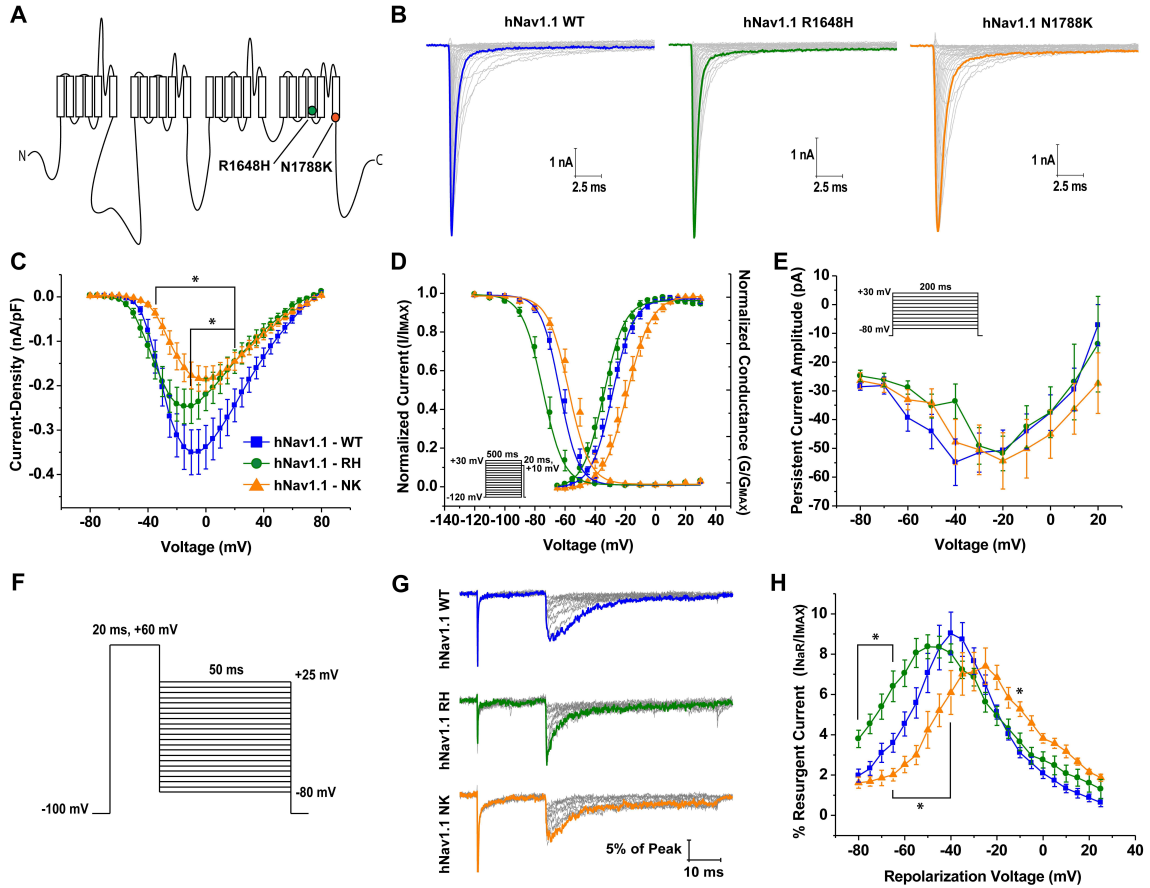 A
N
R1648H
N1788K
C
B
hNav1.1 WT
hNav1.1 R1648H
hNav1.1 N1788K
1 nA
2.5 ms
1 nA
2.5 ms
1 nA
2.5 ms
C
Current-Density (nA/pF)
0.0
-0.1
-0.2
-0.3
-0.4
*
*
hNav1.1 - WT
hNav1.1 - RH
hNav1.1 - NK
-80
-40
0
40
80
Voltage (mV)
D
Normalized Current (I/IMAX)
1.0
0.8
0.6
0.4
0.2
0.0
500 ms
20 ms,
+30 mV
+10 mV
-120 mV
-140
-120
-100
-80
-60
-40
-20
0
20
40
Voltage (mV)
Normalized Conductance (G/GMAX)
E
Persistent Current Amplitude (pA)
10
0
-10
-20
-30
-40
-50
-60
-70
200 ms
+30 mV
-80 mV
-80
-60
-40
-20
0
20
Voltage (mV)
F
20 ms, +60 mV
50 ms
+25 mV
-80 mV
-100 mV
G
hNav1.1 WT
hNav1.1 RH
hNav1.1 NK
5% of Peak
10 ms
H
% Resurgent Current (INaR/IMAX)
10
8
6
4
2
0
*
*
*
-80
-60
-40
-20
0
20
40
Repolarization Voltage (mV)